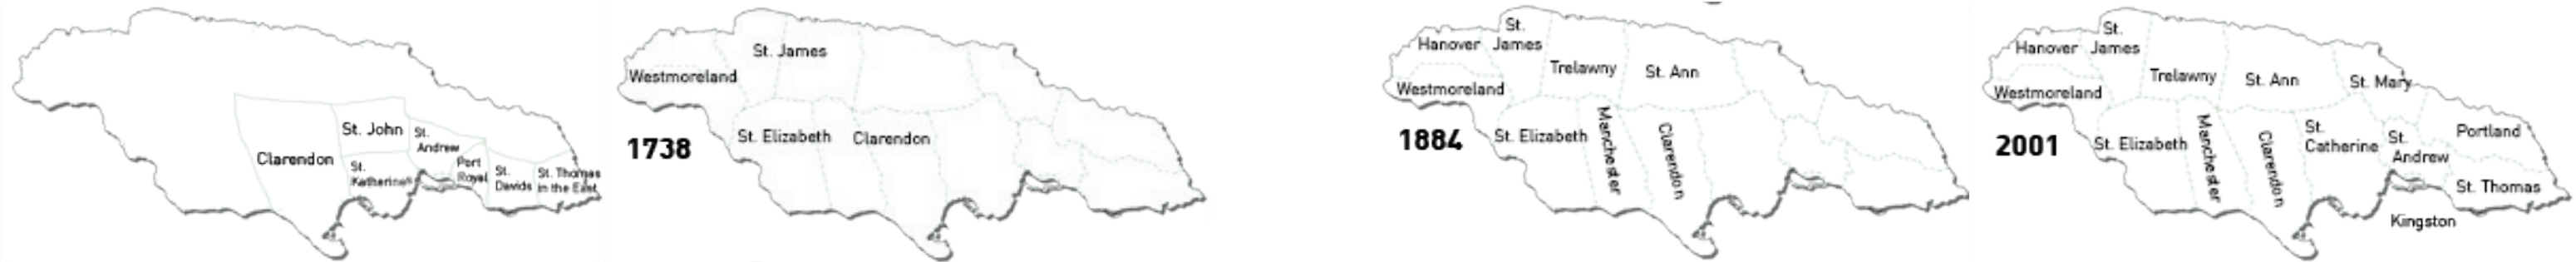 Clarendon
St. John
St.
Katherines
St.
Andrew
Port
Royal
St.
Davids
St. Thomas
in the East
1738
Westmoreland
St. James
St. Elizabeth
Clarendon
1884
Hanover
St.
James
Westmoreland
Trelawny
St. Ann
St. Elizabeth
Manchester
Clarendon
2001
Hanover
St.
James
Westmoreland
Trelawny
St. Ann
St. Mary
St. Elizabeth
Manchester
Clarendon
St.
Catherine
St.
Andrew
Portland
St. Thomas
Kingston